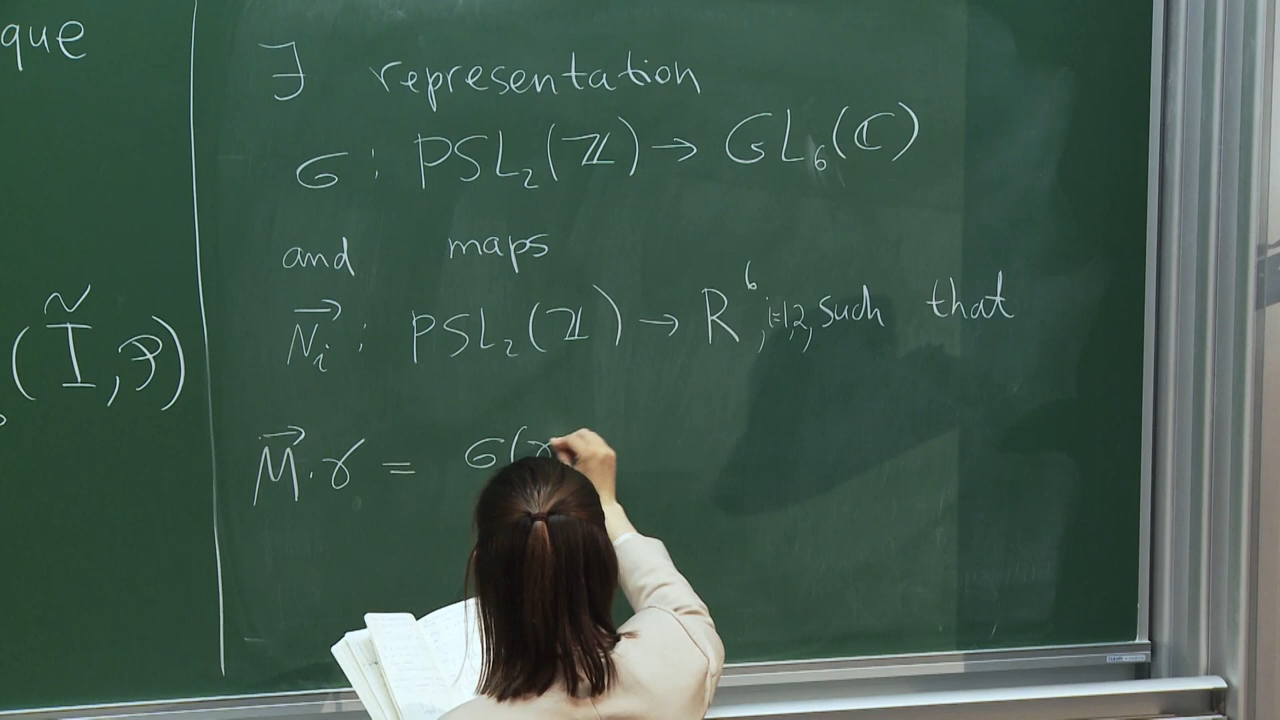 que
(Ĩ, P)
∃ representation
σ : PSL₂(ℤ) → GL₆(ℂ)
and maps
N⃗ᵢ : PSL₂(ℤ) → R⁶, i=1,2, such that
M⃗·γ = σ(γ